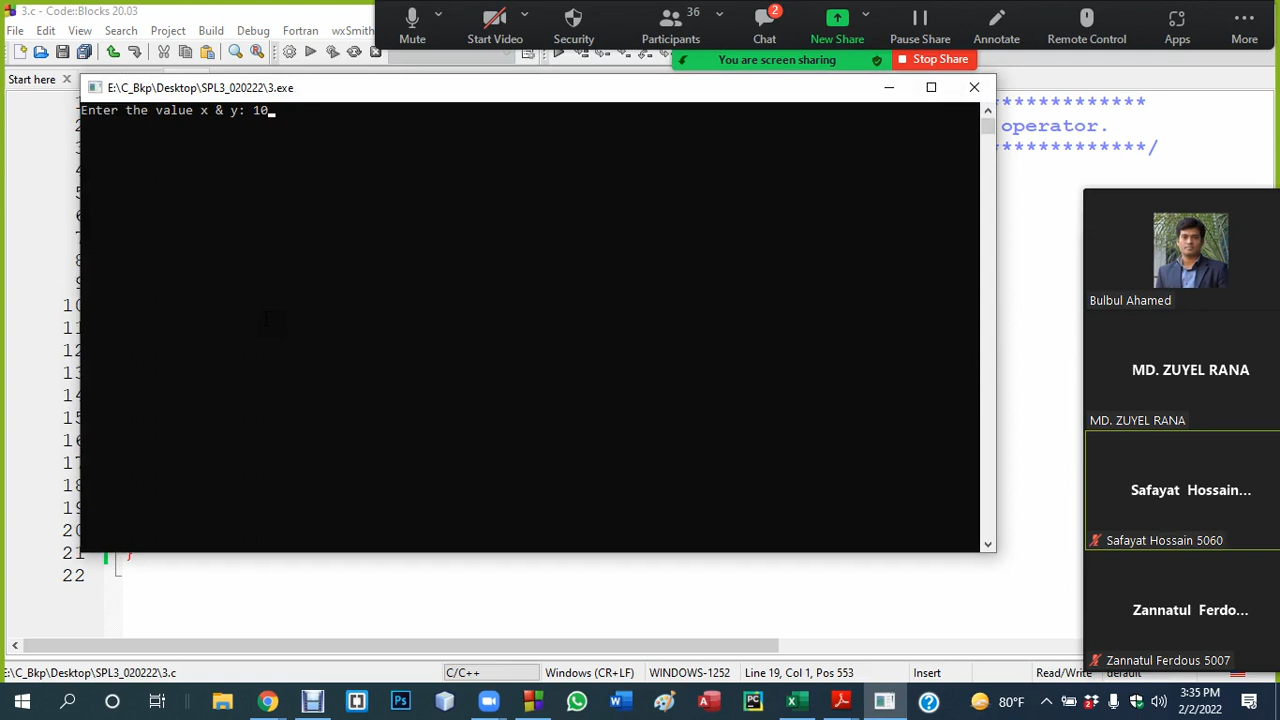 3.c - Code::Blocks 20.03
File Edit View Search Project Build Debug Fortran wxSmith
Mute Start Video Security 36 Participants 2 Chat New Share Pause Share Annotate Remote Control Apps More
You are screen sharing Stop Share
Start here
E:\C_Bkp\Desktop\SPL3_020222\3.exe
Enter the value x & y: 10
*************
operator.
*************/
10
11
12
13
14
15
16
17
18
19
20
21 }
22
Bulbul Ahamed
MD. ZUYEL RANA
MD. ZUYEL RANA
Safayat Hossain...
Safayat Hossain 5060
Zannatul Ferdo...
Zannatul Ferdous 5007
E:\C_Bkp\Desktop\SPL3_020222\3.c C/C++ Windows (CR+LF) WINDOWS-1252 Line 19, Col 1, Pos 553 Insert Read/Write default
80°F 3:35 PM
2/2/2022